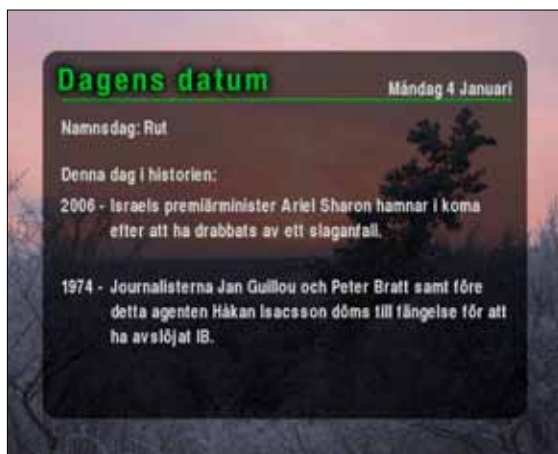 Dagens datum
Måndag 4 Januari
Namnsdag: Rut
Denna dag i historien:
2006 - Israels premiärminister Ariel Sharon hamnar i koma
efter att ha drabbats av ett slaganfall.
1974 - Journalisterna Jan Guillou och Peter Bratt samt före
detta agenten Håkan Isacsson döms till fängelse för att
ha avslöjat IB.